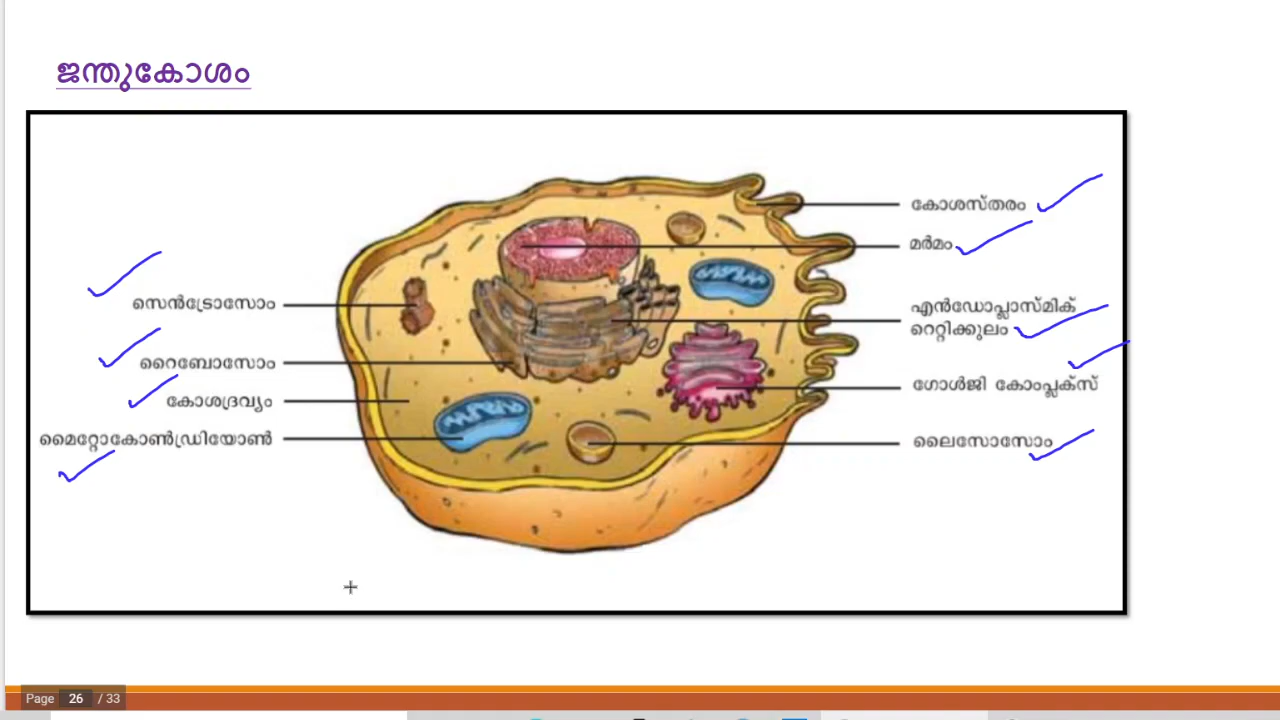 ജന്തുകോശം
സെൻട്രോസോം
റൈബോസോം
കോശദ്രവ്യം
മൈറ്റോകോൺഡ്രിയോൺ
കോശസ്തരം
മർമം
എൻഡോപ്ലാസ്മിക്
റെറ്റിക്കുലം
ഗോൾജി കോംപ്ലക്സ്
ലൈസോസോം
Page 26 / 33